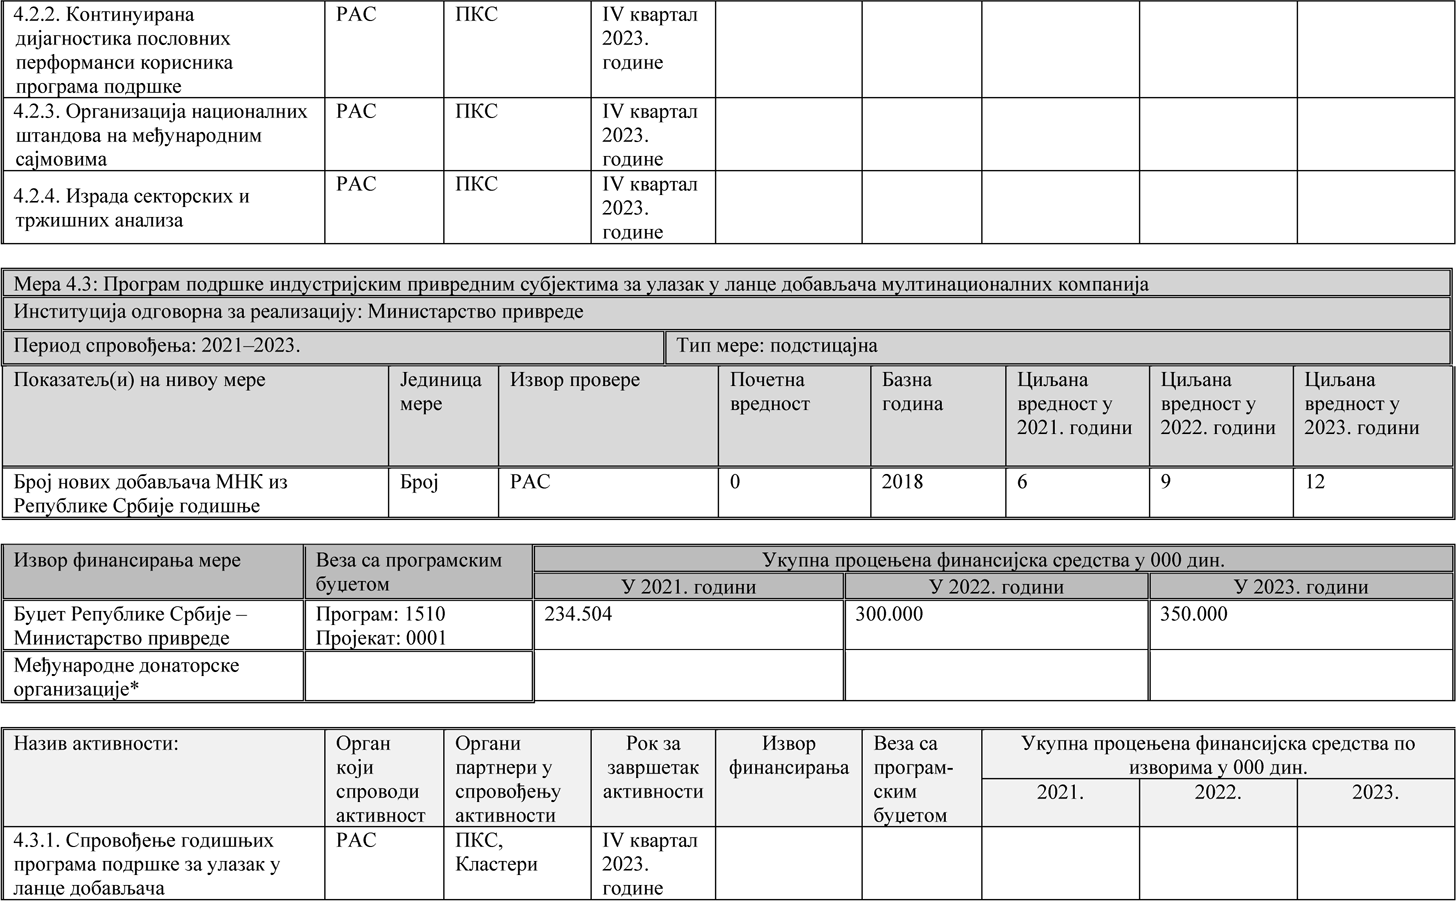 4.2.2. Континуирана
дијагностика пословних
перформанси корисника
програма подршке
РАС
ПКС
IV квартал
2023.
године
4.2.3. Организација националних
штандова на међународним
сајмовима
РАС
ПКС
IV квартал
2023.
године
4.2.4. Израда секторских и
тржишних анализа
РАС
ПКС
IV квартал
2023.
године
Мера 4.3: Програм подршке индустријским привредним субјектима за улазак у ланце добављача мултинационалних компанија
Институција одговорна за реализацију: Министарство привреде
Период спровођења: 2021–2023.
Тип мере: подстицајна
Показатељ(и) на нивоу мере
Јединица
мере
Извор провере
Почетна
вредност
Базна
година
Циљана
вредност у
2021. години
Циљана
вредност у
2022. години
Циљана
вредност у
2023. години
Број нових добављача МНК из
Републике Србије годишње
Број
РАС
0
2018
6
9
12
Извор финансирања мере
Веза са програмским
буџетом
Укупна процењена финансијска средства у 000 дин.
У 2021. години
У 2022. години
У 2023. години
Буџет Републике Србије –
Министарство привреде
Програм: 1510
Пројекат: 0001
234.504
300.000
350.000
Међународне донаторске
организације*
Назив активности:
Орган
који
спроводи
активност
Органи
партнери у
спровођењу
активности
Рок за
завршетак
активности
Извор
финансирања
Веза са
програм-
ским
буџетом
Укупна процењена финансијска средства по
изворима у 000 дин.
2021.
2022.
2023.
4.3.1. Спровођење годишњих
програма подршке за улазак у
ланце добављача
РАС
ПКС,
Кластери
IV квартал
2023.
године